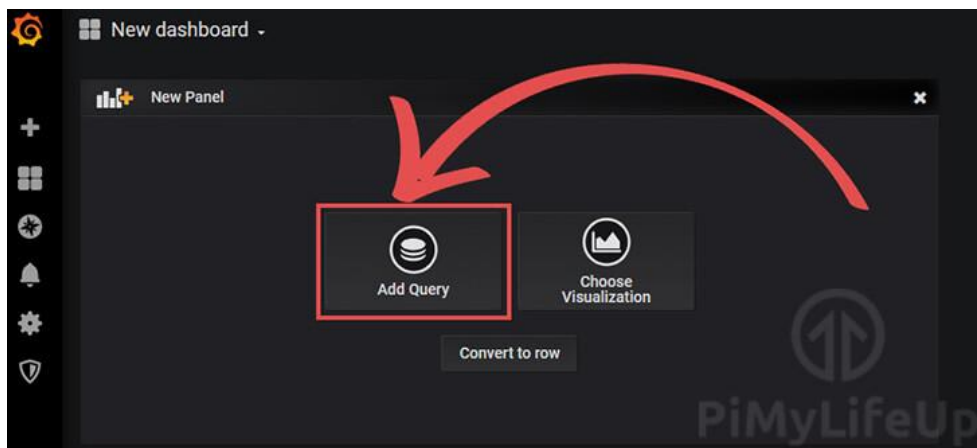 New dashboard
New Panel
Add Query
Choose
Visualization
Convert to row
PiMyLifeUp